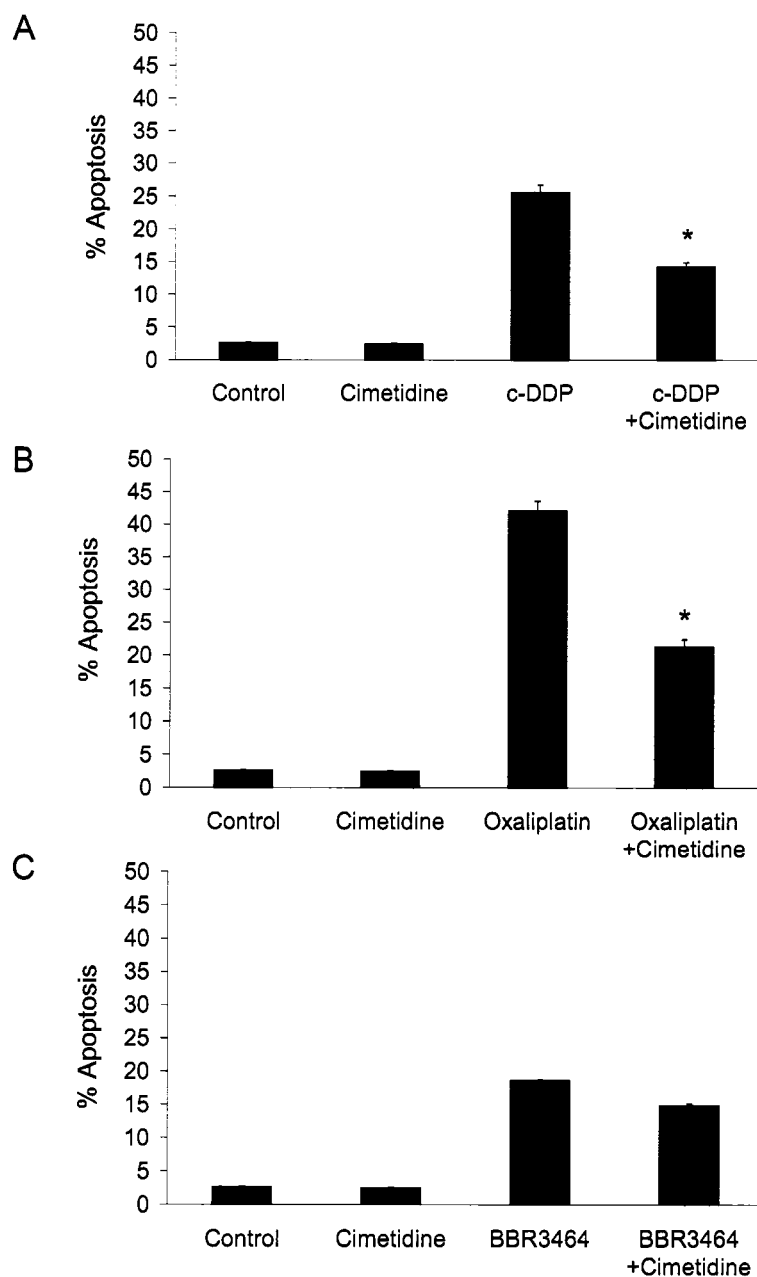 A
% Apoptosis
50
45
40
35
30
25
20
15
10
5
0
*
Control
Cimetidine
c-DDP
c-DDP
+Cimetidine
B
% Apoptosis
50
45
40
35
30
25
20
15
10
5
0
*
Control
Cimetidine
Oxaliplatin
Oxaliplatin
+Cimetidine
C
% Apoptosis
50
45
40
35
30
25
20
15
10
5
0
Control
Cimetidine
BBR3464
BBR3464
+Cimetidine